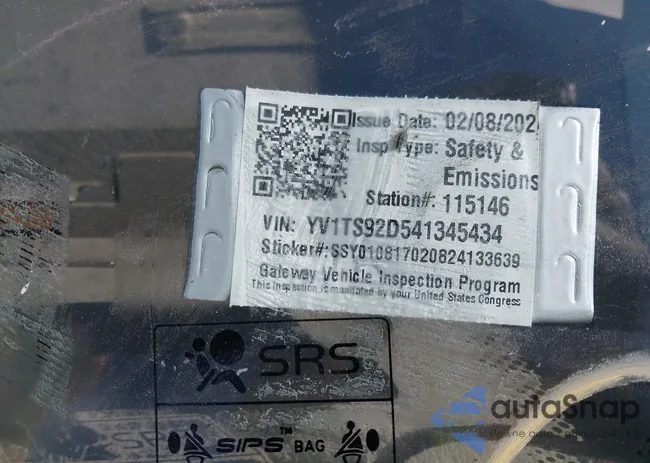 Issue Date: 02/08/202
Insp Type: Safety &
Emissions
Station#: 115146
VIN: YV1TS92D541345434
Sticker#: SSY010817020824133639
Gateway Vehicle Inspection Program
This Inspection is mandated by your United States Congress
SRS
SIPS™ BAG
autoSnap